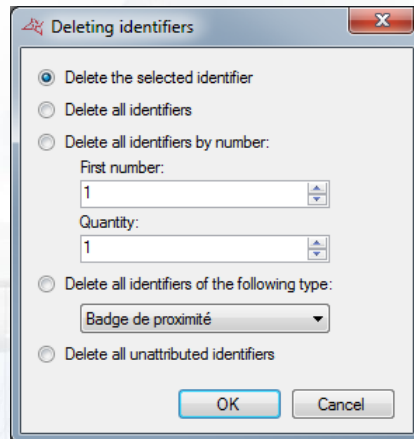 Deleting identifiers
Delete the selected identifier
Delete all identifiers
Delete all identifiers by number:
First number:
1
Quantity:
1
Delete all identifiers of the following type:
Badge de proximité
Delete all unattributed identifiers
OK Cancel